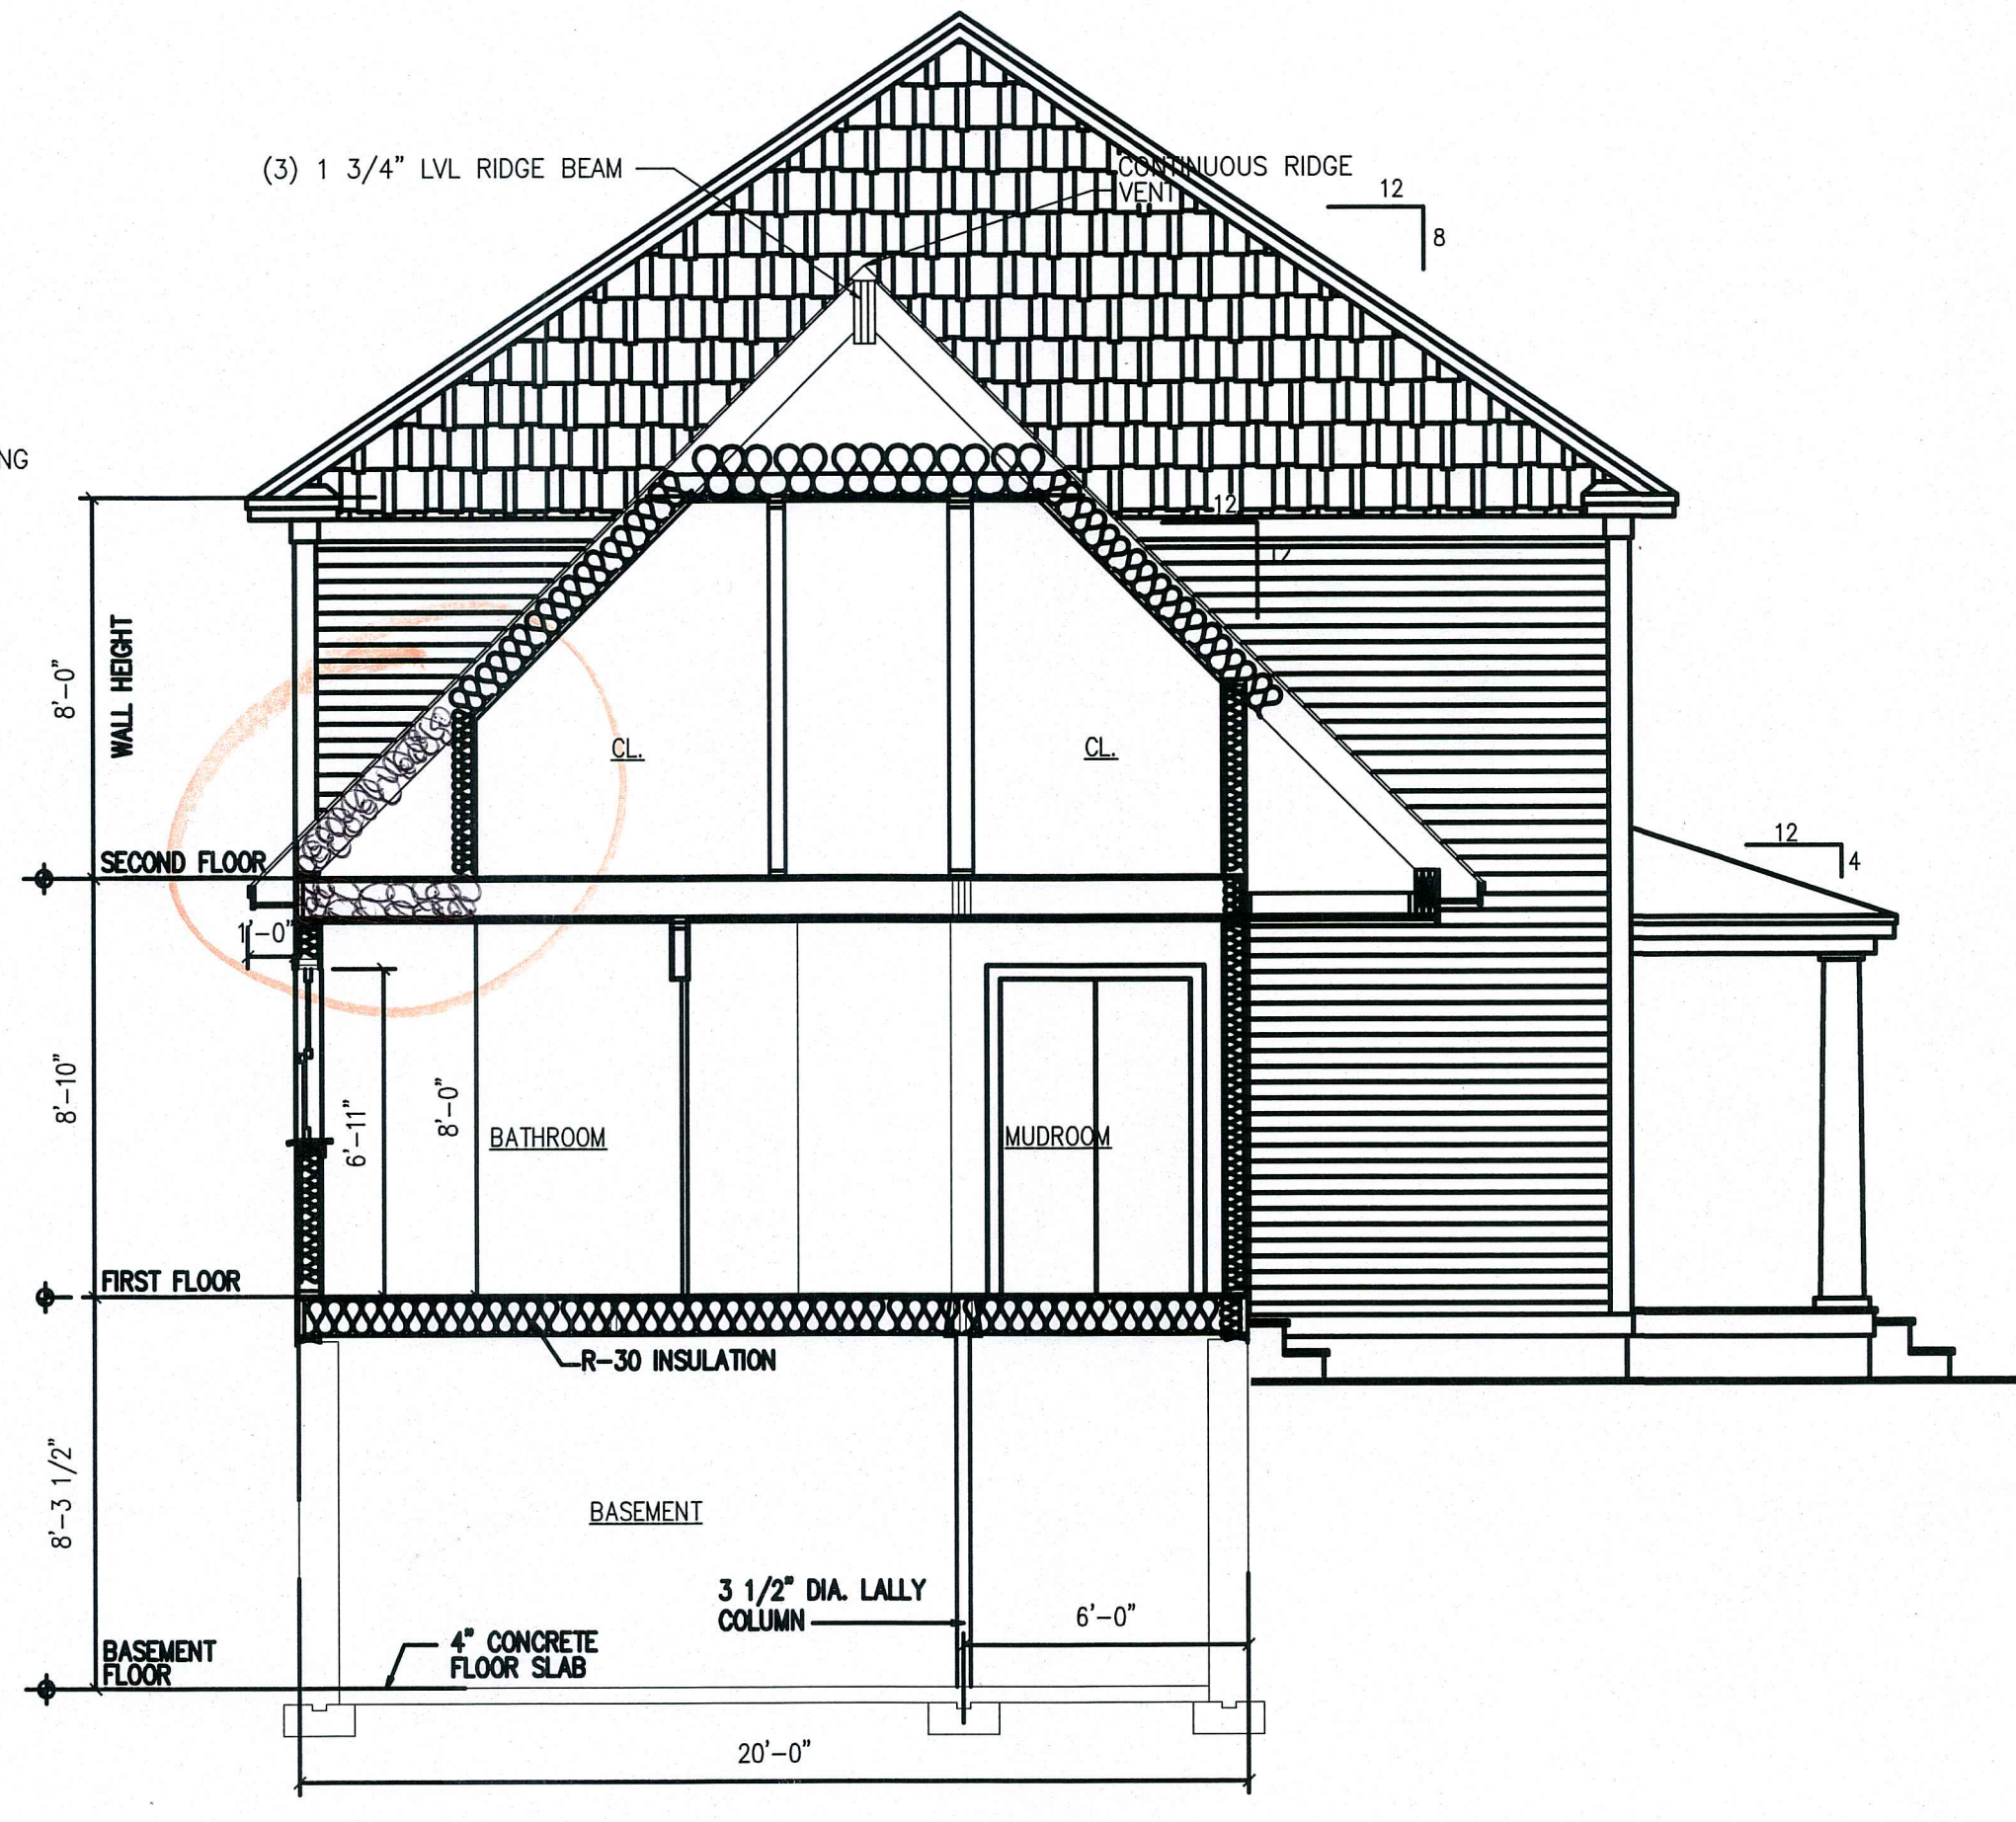 (3) 1 3/4" LVL RIDGE BEAM
CONTINUOUS RIDGE
VENT
12
8
NG
12
12
8'-0"
WALL HEIGHT
CL.
CL.
SECOND FLOOR
12
4
1'-0"
8'-10"
6'-11"
8'-0"
BATHROOM
MUDROOM
FIRST FLOOR
R-30 INSULATION
8'-3 1/2"
BASEMENT
3 1/2" DIA. LALLY
COLUMN
6'-0"
BASEMENT
FLOOR
4" CONCRETE
FLOOR SLAB
20'-0"